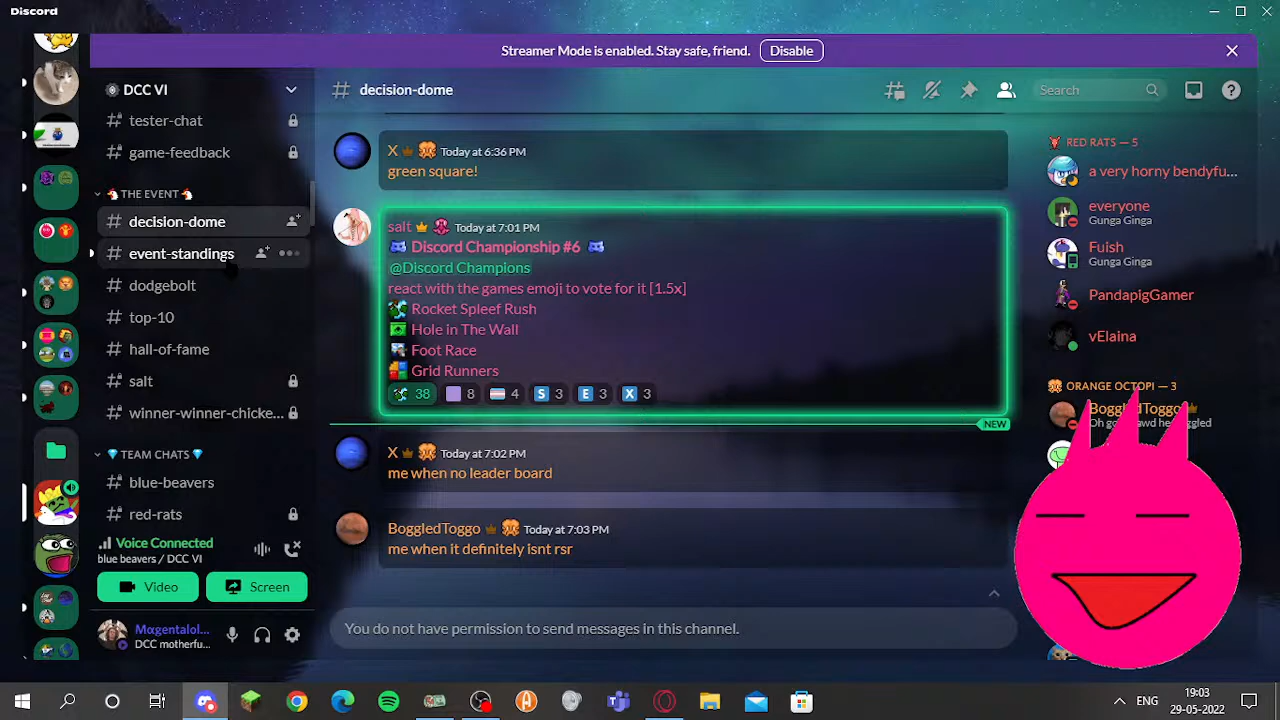 Discord
Streamer Mode is enabled. Stay safe, friend. Disable
DCC VI
tester-chat
game-feedback
THE EVENT
decision-dome
event-standings
dodgebolt
top-10
hall-of-fame
salt
winner-winner-chicke...
TEAM CHATS
blue-beavers
red-rats
Voice Connected
blue beavers / DCC VI
Video
Screen
Mαgentalol...
DCC motherfu...
decision-dome
Search
X Today at 6:36 PM
green square!
salt Today at 7:01 PM
Discord Championship #6
@Discord Champions
react with the games emoji to vote for it [1.5x]
Rocket Spleef Rush
Hole in The Wall
Foot Race
Grid Runners
38 8 4 S 3 E 3 X 3
NEW
X Today at 7:02 PM
me when no leader board
BoggledToggo Today at 7:03 PM
me when it definitely isnt rsr
You do not have permission to send messages in this channel.
RED RATS — 5
a very horny bendyfu...
everyone
Gunga Ginga
Fuish
Gunga Ginga
PandapigGamer
vElaina
ORANGE OCTOPI — 3
BoggledToggo
ENG
19:03
29-05-2022